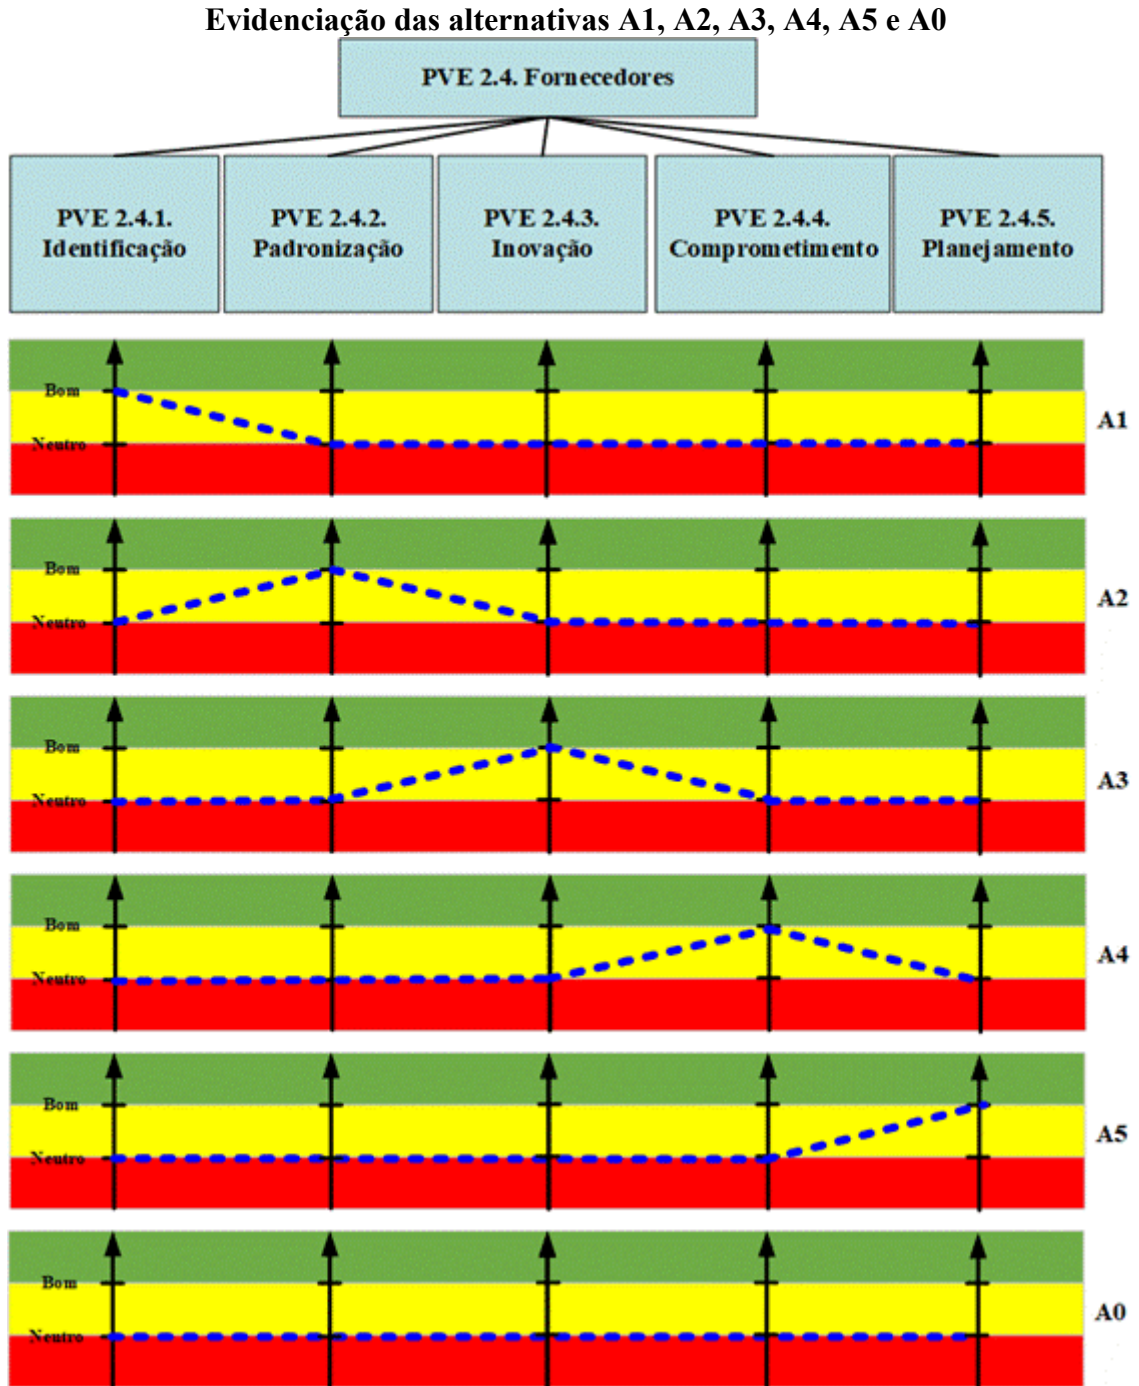 Evidenciação das alternativas A1, A2, A3, A4, A5 e A0
PVE 2.4. Fornecedores
PVE 2.4.1.
Identificação
PVE 2.4.2.
Padronização
PVE 2.4.3.
Inovação
PVE 2.4.4.
Comprometimento
PVE 2.4.5.
Planejamento
Bom
Neutro
A1
Bom
Neutro
A2
Bom
Neutro
A3
Bom
Neutro
A4
Bom
Neutro
A5
Bom
Neutro
A0